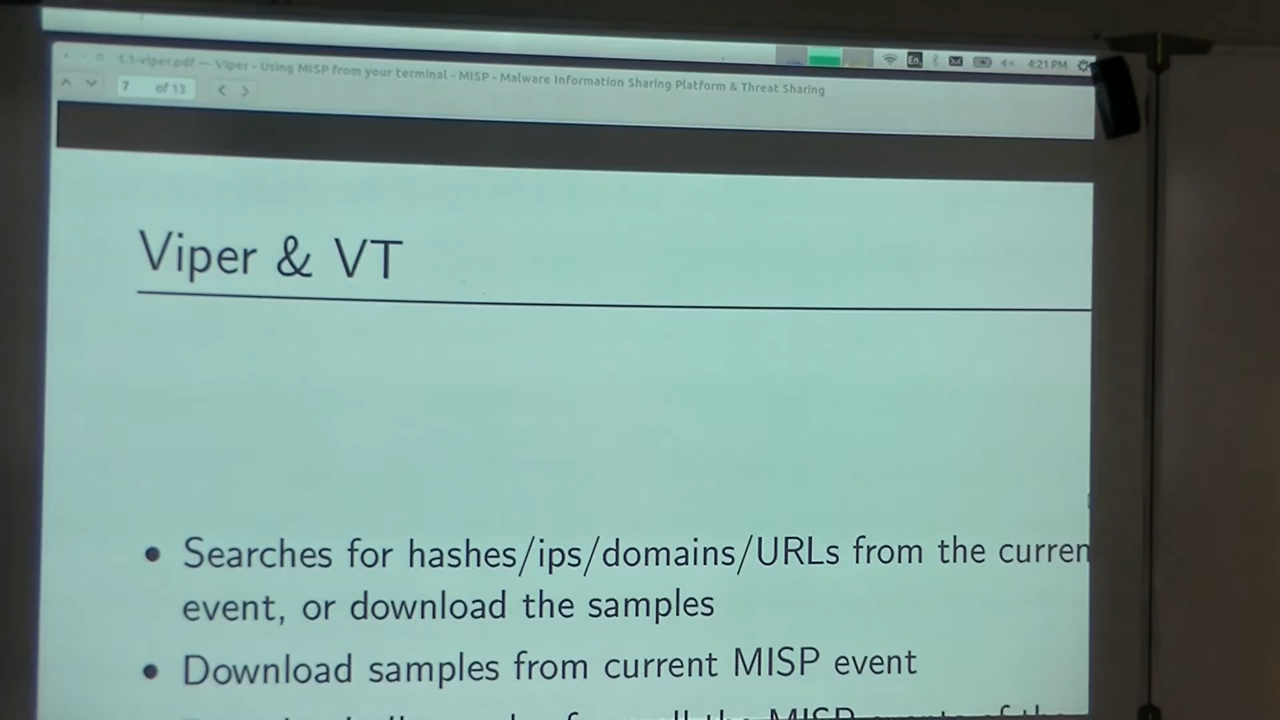 1.1-viper.pdf — Viper - Using MISP from your terminal - MISP - Malware Information Sharing Platform & Threat Sharing
En
4:21 PM
7 of 13
Viper & VT
• Searches for hashes/ips/domains/URLs from the curren
event, or download the samples
• Download samples from current MISP event